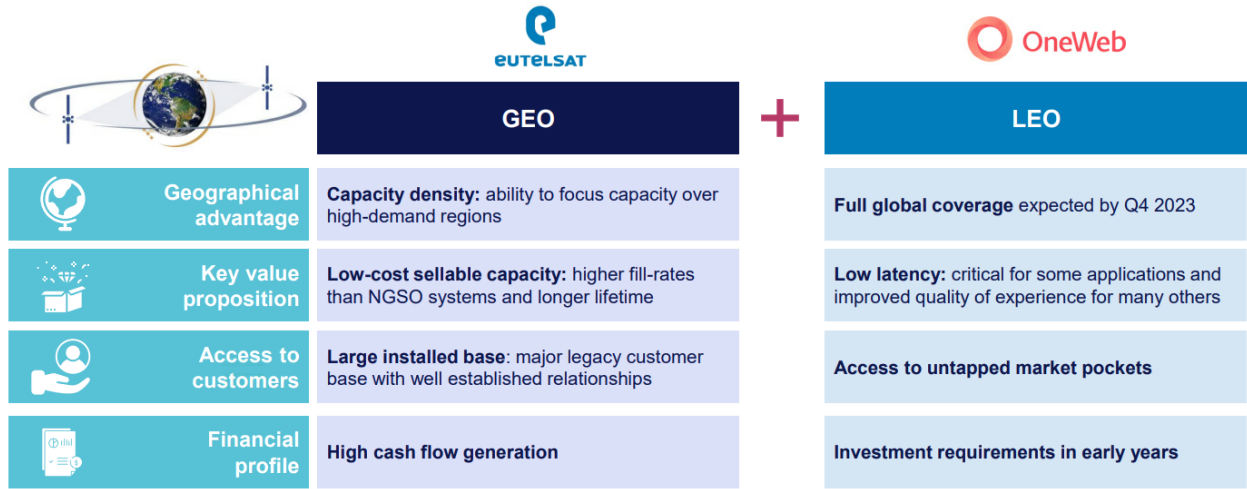 eutelsat
OneWeb
GEO
+
LEO
Geographical
advantage
Capacity density: ability to focus capacity over
high-demand regions
Full global coverage expected by Q4 2023
Key value
proposition
Low-cost sellable capacity: higher fill-rates
than NGSO systems and longer lifetime
Low latency: critical for some applications and
improved quality of experience for many others
Access to
customers
Large installed base: major legacy customer
base with well established relationships
Access to untapped market pockets
Financial
profile
High cash flow generation
Investment requirements in early years